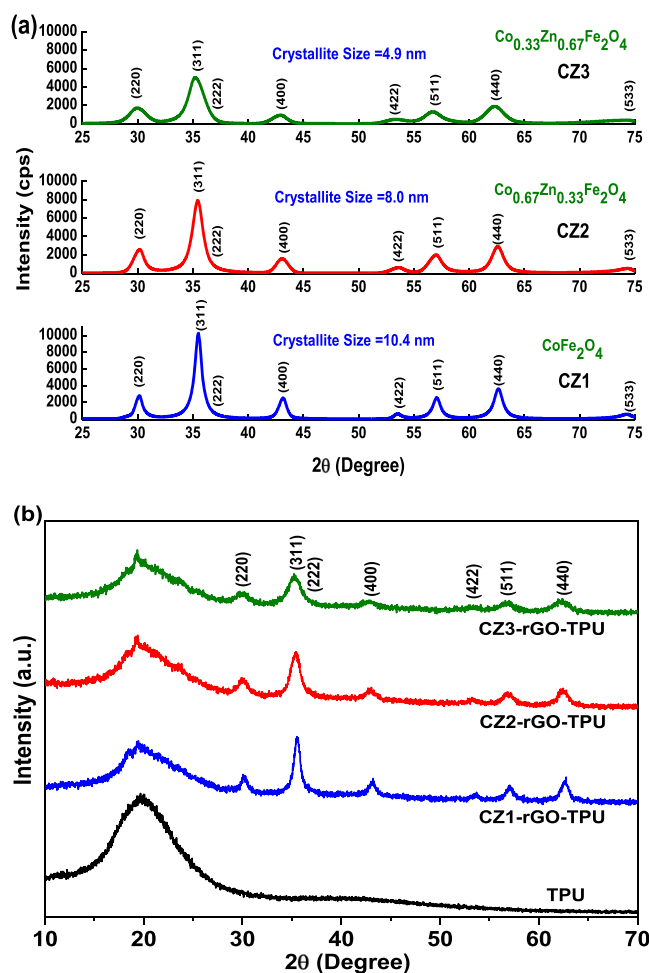 (a)
Intensity (cps)
10000
8000
6000
4000
2000
0
Crystallite Size =4.9 nm
Co0.33Zn0.67Fe2O4
CZ3
(220)
(311)
(222)
(400)
(422)
(511)
(440)
(533)
25 30 35 40 45 50 55 60 65 70 75
10000
8000
6000
4000
2000
0
Crystallite Size =8.0 nm
Co0.67Zn0.33Fe2O4
CZ2
(220)
(311)
(222)
(400)
(422)
(511)
(440)
(533)
25 30 35 40 45 50 55 60 65 70 75
10000
8000
6000
4000
2000
0
Crystallite Size =10.4 nm
CoFe2O4
CZ1
(220)
(311)
(222)
(400)
(422)
(511)
(440)
(533)
25 30 35 40 45 50 55 60 65 70 75
2θ (Degree)
(b)
Intensity (a.u.)
(220)
(311)
(222)
(400)
(422)
(511)
(440)
CZ3-rGO-TPU
CZ2-rGO-TPU
CZ1-rGO-TPU
TPU
10 20 30 40 50 60 70
2θ (Degree)